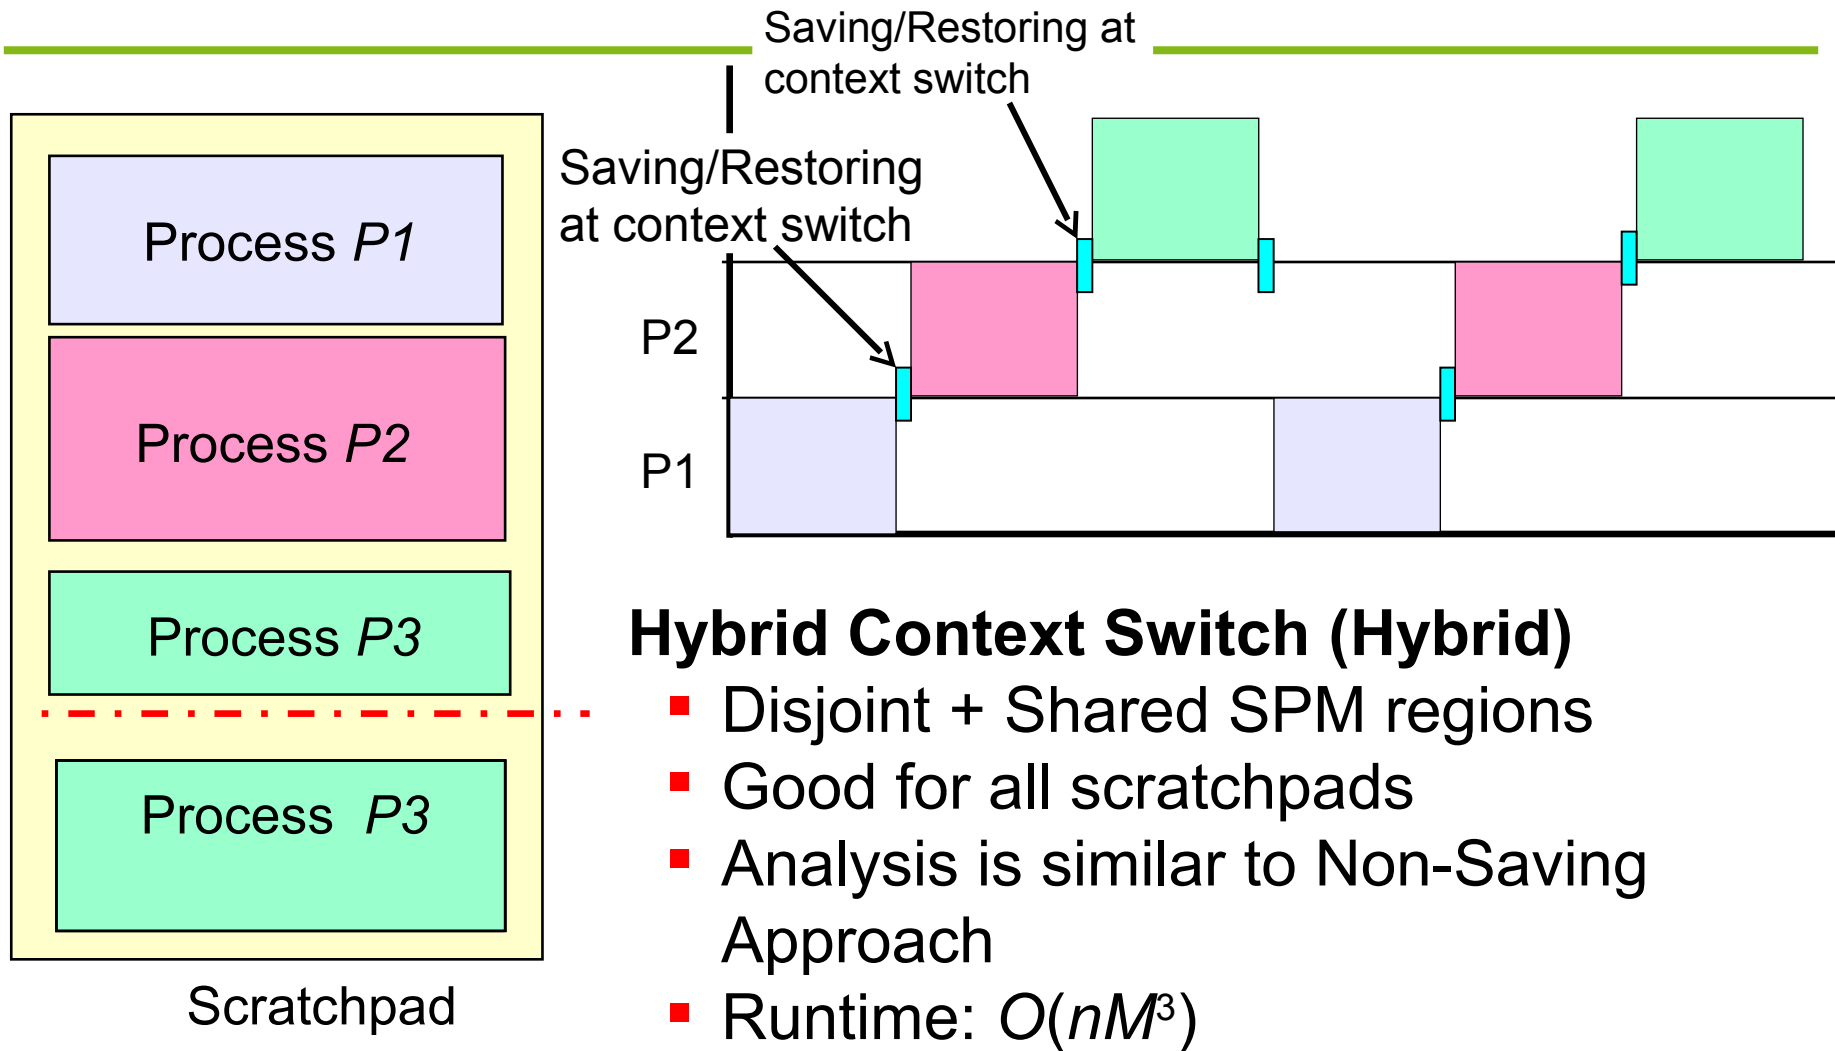 Saving/Restoring at
context switch
Saving/Restoring
at context switch
Process P1
Process P2
Process P3
Process P3
Scratchpad
P2
P1
Hybrid Context Switch (Hybrid)
Disjoint + Shared SPM regions
Good for all scratchpads
Analysis is similar to Non-Saving
Approach
Runtime: O(nM³)